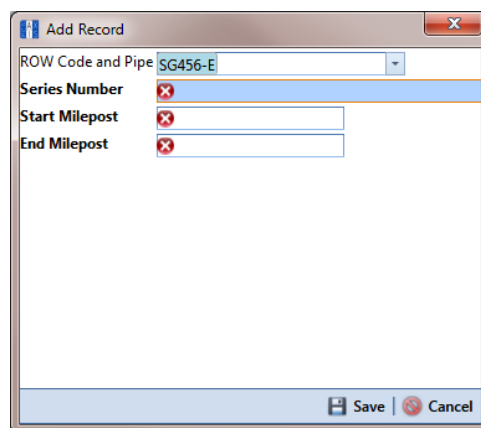 Add Record
ROW Code and Pipe SG456-E
Series Number
Start Milepost
End Milepost
Save | Cancel